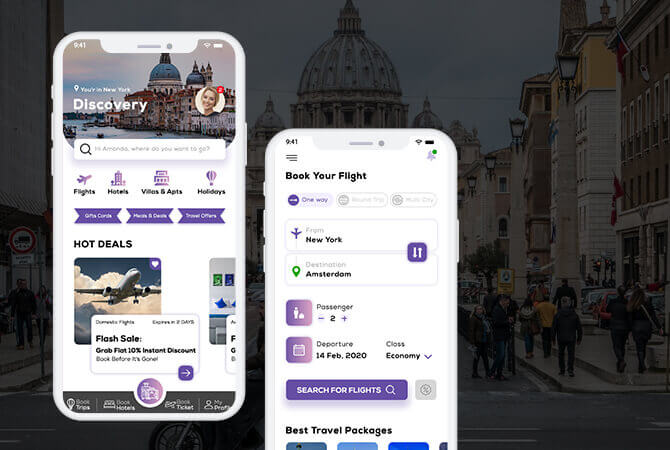 9:41
You'r in New York
Discovery
2
Hi Amanda, where do you want to go?
Flights
Hotels
Villas & Apts
Holidays
Gifts Cards
Meals & Deals
Travel Offers
HOT DEALS
Domestic Flights
Expires in 2 DAYS
Flash Sale:
Grab Flat 10% Instant Discount
Book Before It's Gone!
Book Trips
Book Hotels
Book Ticket
My Profil
9:41
Book Your Flight
One way
Round Trip
Multi City
From
New York
Destination
Amsterdam
Passenger
− 2 +
Departure
14 Feb, 2020
Class
Economy
SEARCH FOR FLIGHTS
%
Best Travel Packages